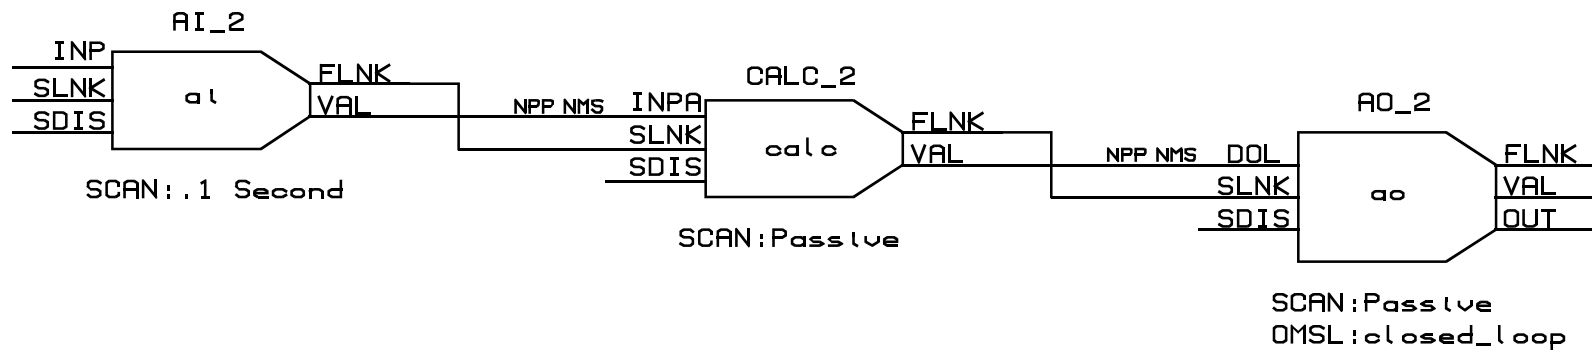 AI_2
INP
SLNK
SDIS
ai
FLNK
VAL
SCAN:.1 Second
CALC_2
NPP NMS
INPA
SLNK
SDIS
calc
FLNK
VAL
SCAN:Passive
AO_2
NPP NMS
DOL
SLNK
SDIS
ao
FLNK
VAL
OUT
SCAN:Passive
OMSL:closed_loop